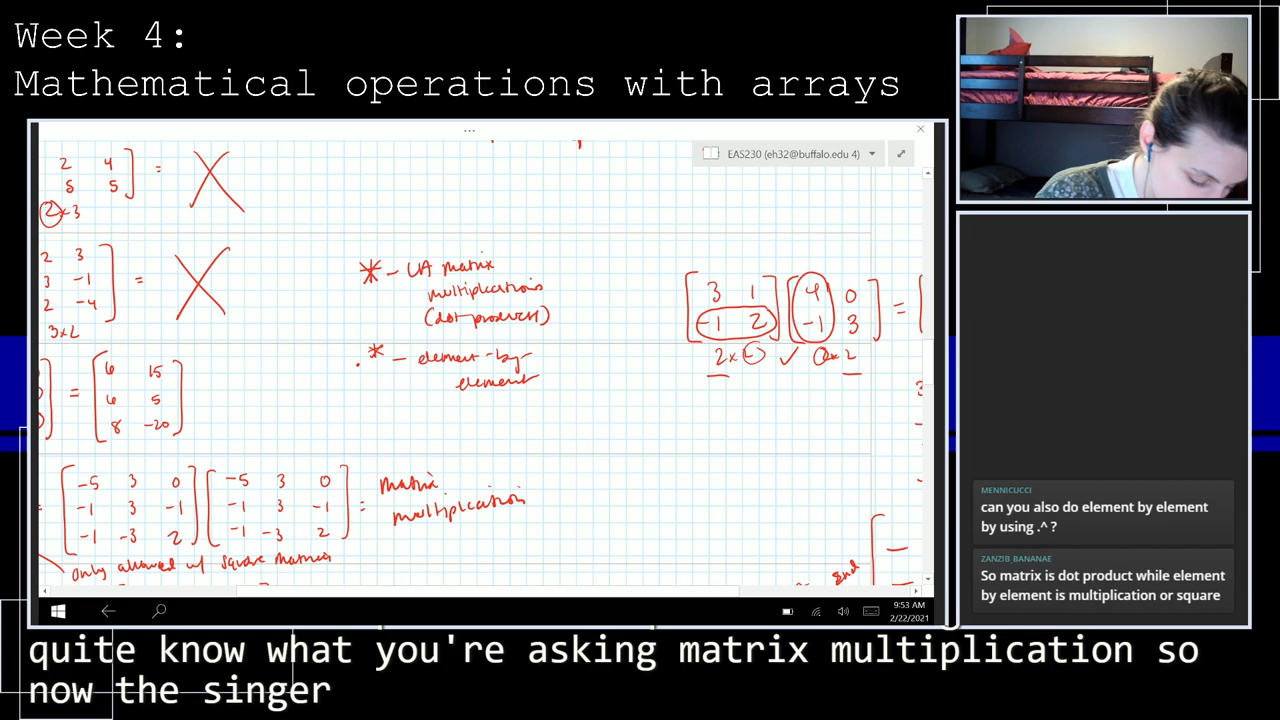 Week 4:
Mathematical operations with arrays
EAS230 (eh32@buffalo.edu 4)
2 4
5 5 ] =
2x3
2 3
3 -1 ] =
2 -4
3x2
* - LA matrix
multiplications
(dot products)
.* - element-by-
element
[ 3 1 ] [ 4 0 ] = [
-1 2 -1 3
2x ✓ 2x2
] = [ 6 15 ]
6 5
8 -20
= [ -5 3 0 ] [ -5 3 0 ] = matrix
-1 3 -1 -1 3 -1 multiplication
-1 -3 2 -1 -3 2
only allowed w/ square matrices
2nd
MENNICUCCI
can you also do element by element
by using .^ ?
ZANZIB_BANANAE
So matrix is dot product while element
by element is multiplication or square
9:53 AM
2/22/2021
quite know what you're asking matrix multiplication so
now the singer